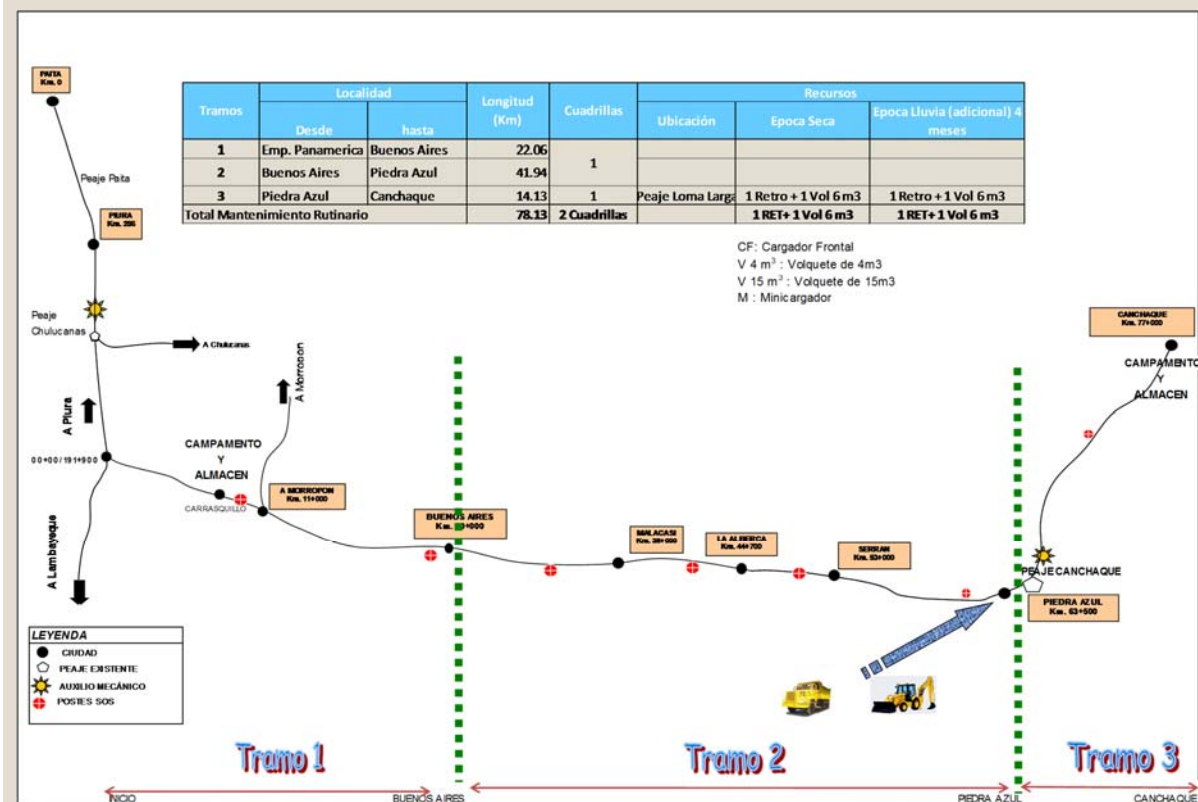 PAITA
Km. 0
Peaje Paita
PIURA
Tramos
Localidad
Desde
hasta
Longitud
(Km)
Cuadrillas
Recursos
Ubicación
Epoca Seca
Epoca Lluvia (adicional) 4
meses
1 Emp. Panamerica Buenos Aires 22.06
1
2 Buenos Aires Piedra Azul 41.94
3 Piedra Azul Canchaque 14.13 1 Peaje Loma Larga 1 Retro + 1 Vol 6 m3 1 Retro + 1 Vol 6 m3
Total Mantenimiento Rutinario 78.13 2 Cuadrillas 1 RET+ 1 Vol 6 m3 1 RET+ 1 Vol 6 m3
CF: Cargador Frontal
V 4 m³ : Volquete de 4m3
V 15 m³ : Volquete de 15m3
M : Minicargador
Peaje
Chulucanas
A Chulucanas
A Morropon
A Piura
00+00/ 191+900
A Lambayeque
CAMPAMENTO
Y
ALMACEN
CARRASQUILLO
A MORROPON
Km. 11+000
BUENOS AIRES
MALACASI
LA ALBERCA
Km. 44+700
SERRAN
Km. 53+000
CANCHAQUE
Km. 77+000
CAMPAMENTO
Y
ALMACEN
PEAJE CANCHAQUE
PIEDRA AZUL
Km. 63+500
LEYENDA
CIUDAD
PEAJE EXISTENTE
AUXILIO MECÁNICO
POSTES SOS
Tramo 1
Tramo 2
Tramo 3
INICIO
BUENOS AIRES
PIEDRA AZUL
CANCHAQUE